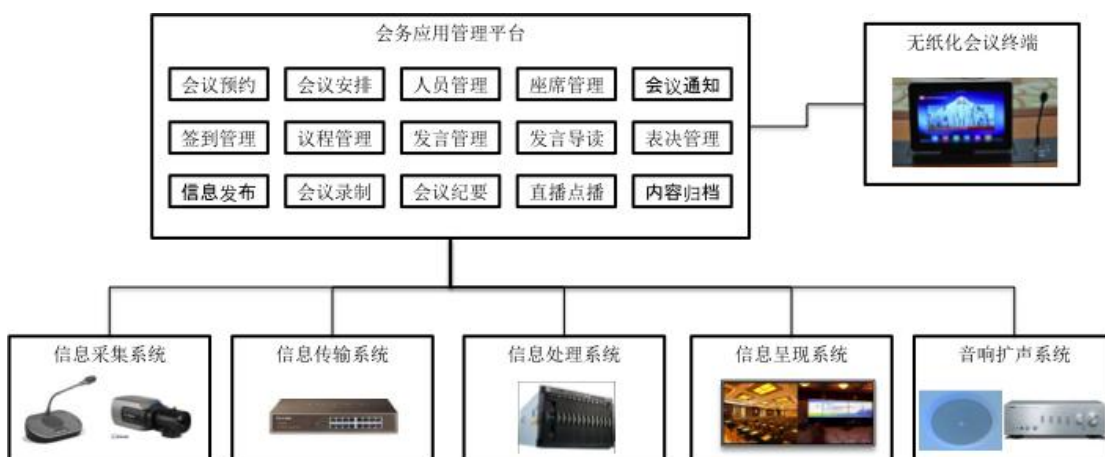 会务应用管理平台
无纸化会议终端
会议预约 会议安排 人员管理 座席管理 会议通知
签到管理 议程管理 发言管理 发言导读 表决管理
信息发布 会议录制 会议纪要 直播点播 内容归档
信息采集系统 信息传输系统 信息处理系统 信息呈现系统 音响扩声系统